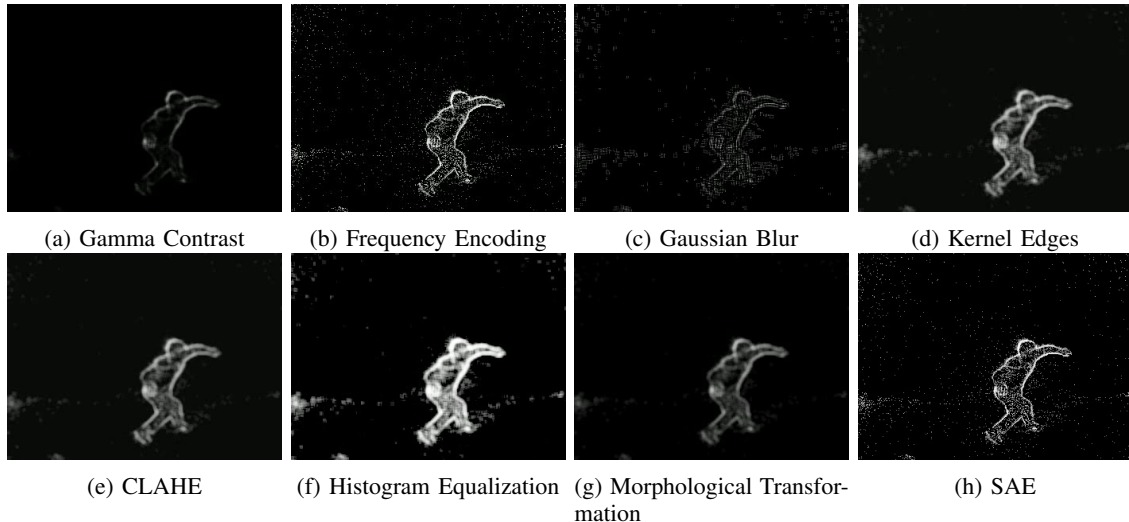 (a) Gamma Contrast
(b) Frequency Encoding
(c) Gaussian Blur
(d) Kernel Edges
(e) CLAHE
(f) Histogram Equalization
(g) Morphological Transfor-
mation
(h) SAE